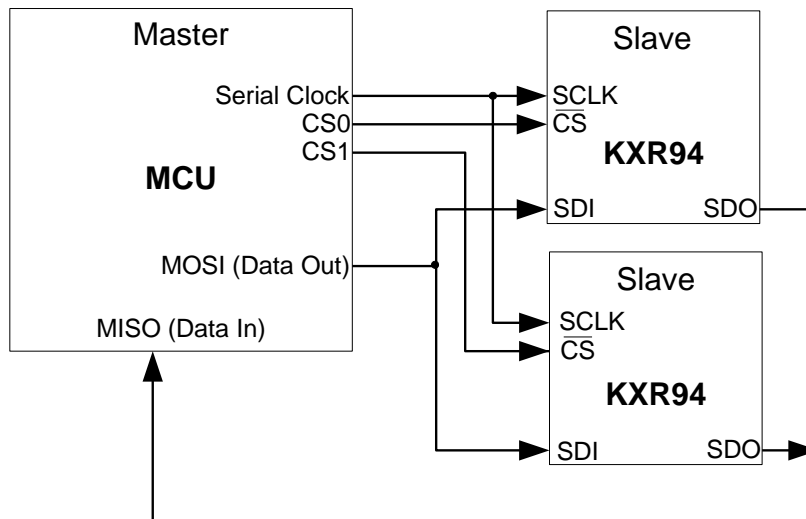 Master
Serial Clock
CS0
CS1
MCU
MOSI (Data Out)
MISO (Data In)
Slave
SCLK
CS
KXR94
SDI SDO
Slave
SCLK
CS
KXR94
SDI SDO